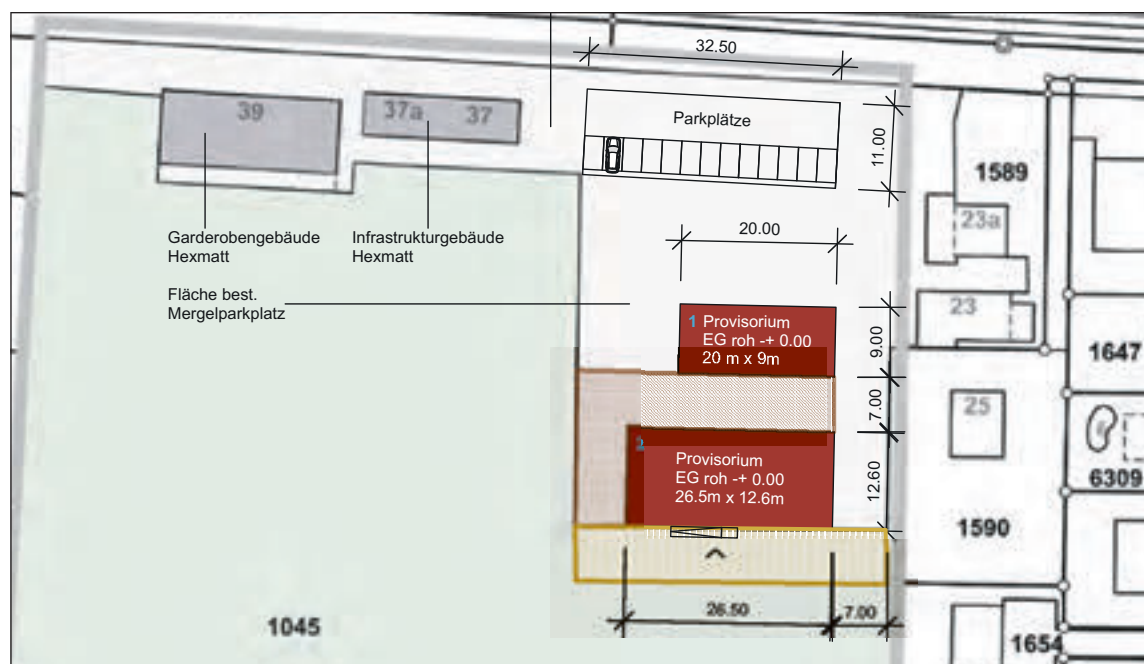 32.50
39
37a
37
Parkplätze
11.00
1589
23a
Garderobengebäude
Hexmatt
Infrastrukturgebäude
Hexmatt
20.00
Fläche best.
Mergelparkplatz
23
1 Provisorium
EG roh -+ 0.00
20 m x 9m
9.00
1647
7.00
25
Provisorium
EG roh -+ 0.00
26.5m x 12.6m
12.60
6309
1590
26.50
7.00
1045
1654